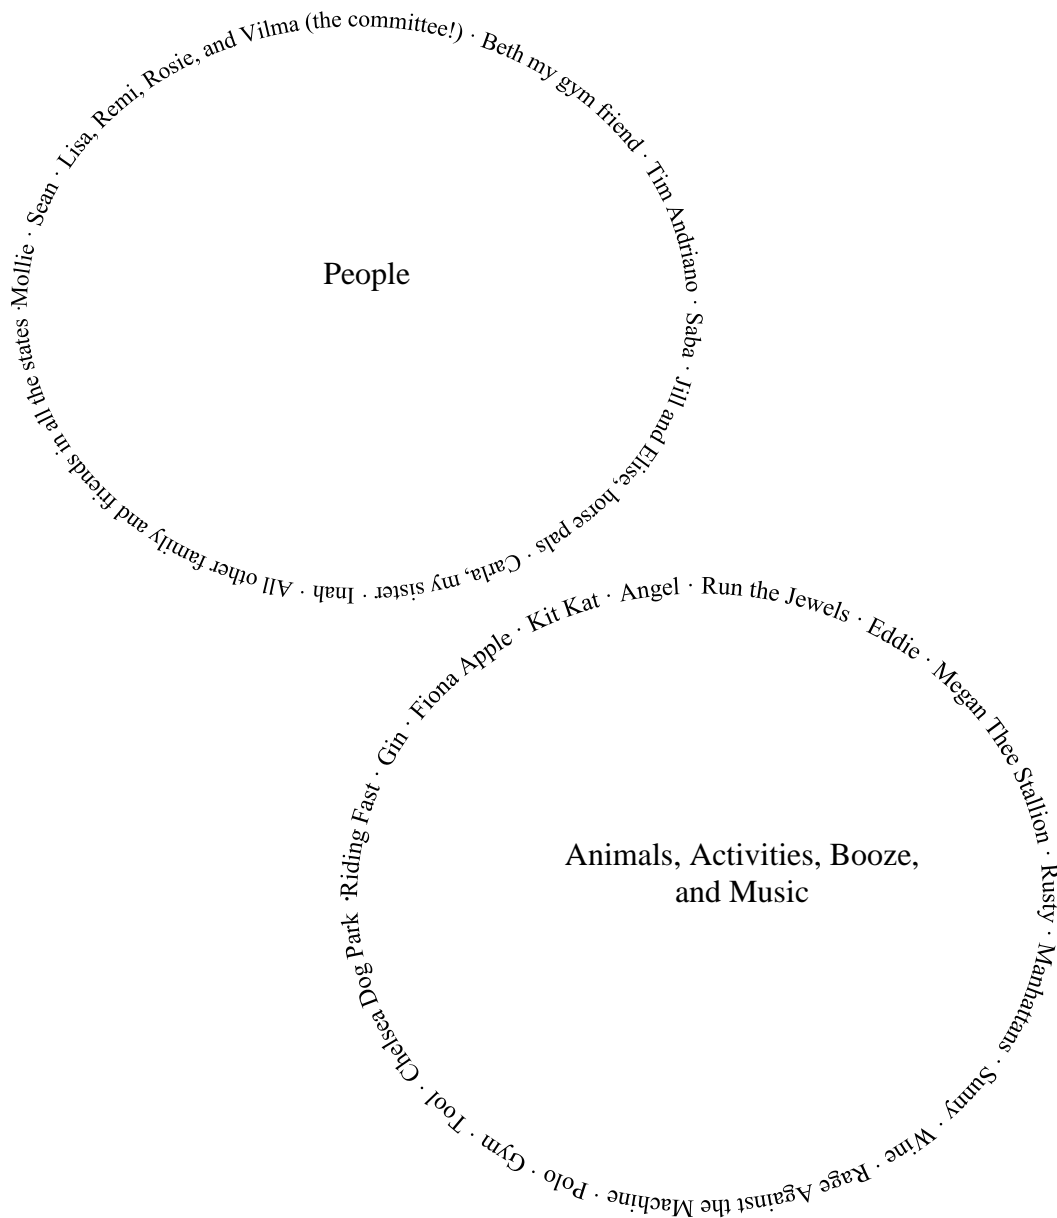 Mollie · Sean · Lisa, Remi, Rosie, and Vilma (the committee!) · Beth my gym friend · Tim Andriano · Saba · Jill and Elise, horse pals · Carla, my sister · Inah · All other family and friends in all the states ·
People
Riding Fast · Gin · Fiona Apple · Kit Kat · Angel · Run the Jewels · Eddie · Megan Thee Stallion · Rusty · Manhattans · Sunny · Wine · Rage Against the Machine · Polo · Gym · Tool · Chelsea Dog Park ·
Animals, Activities, Booze,
and Music